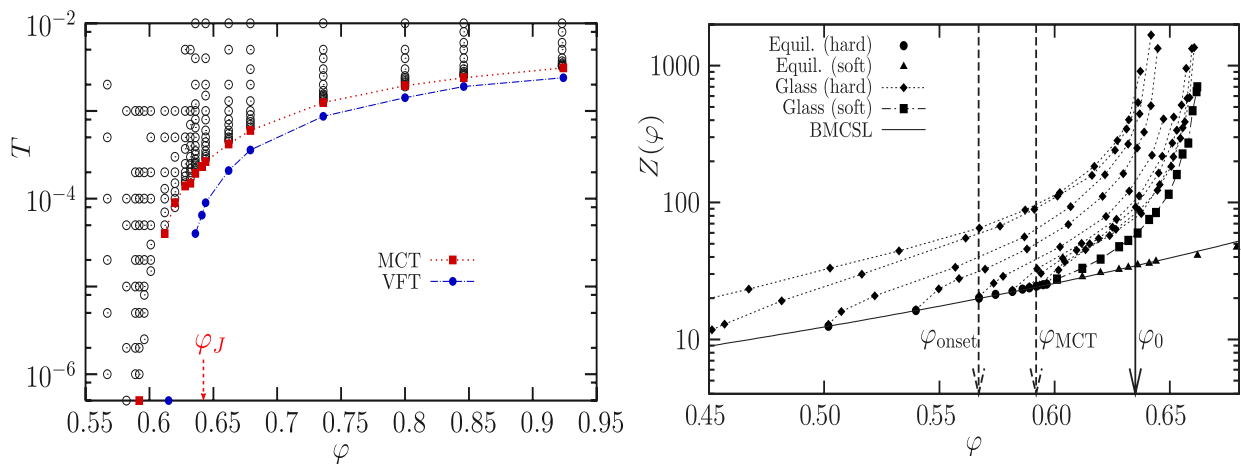 10⁻²
10⁻⁴
10⁻⁶
T
MCT
VFT
φ_J
0.55 0.6 0.65 0.7 0.75 0.8 0.85 0.9 0.95
φ
1000
100
10
Z(φ)
Equil. (hard)
Equil. (soft)
Glass (hard)
Glass (soft)
BMCSL
φ_onset φ_MCT φ_0
0.45 0.50 0.55 0.60 0.65
φ